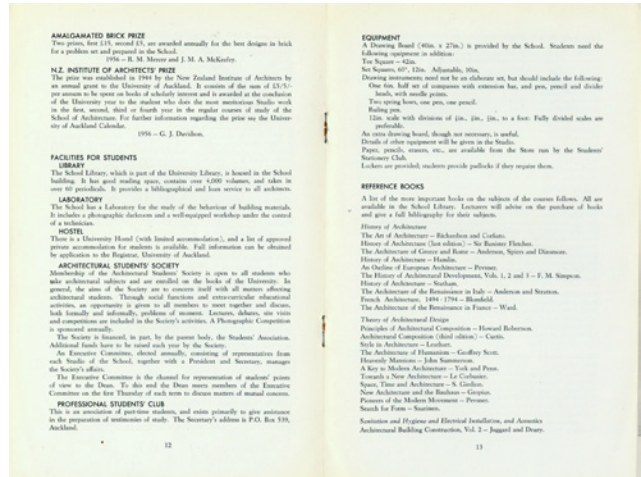 AMALGAMATED BRICK PRIZE
Two prizes, first £15, second £5, are awarded annually for the best designs in brick
for a problem set and prepared in the School.
1956 – B. M. Mercer and J. M. A. McKeefry.
N.Z. INSTITUTE OF ARCHITECTS' PRIZE
The prize was established in 1944 by the New Zealand Institute of Architects by
an annual grant to the University of Auckland. It consists of the sum of £5/5/-
per annum to be spent on books of scholarly interest and is awarded at the conclusion
of the University year to the student who does the most meritorious Studio work
in the first, second, third or fourth year in the regular courses of study of the
School of Architecture. For further information regarding the prize see the Univer-
sity of Auckland Calendar.
1956 – G. J. Davidson.
FACILITIES FOR STUDENTS
LIBRARY
The School Library, which is part of the University Library, is housed in the School
building. It has good reading space, contains over 4,000 volumes, and takes in
over 60 periodicals. It provides a bibliographical and loan service to all architects.
LABORATORY
The School has a Laboratory for the study of the behaviour of building materials.
It includes a photographic darkroom and a well-equipped workshop under the control
of a technician.
HOSTEL
There is a University Hostel (with limited accommodation), and a list of approved
private accommodation for students is available. Full information can be obtained
by application to the Registrar, University of Auckland.
ARCHITECTURAL STUDENTS' SOCIETY
Membership of the Architectural Students' Society is open to all students who
take architectural subjects and are enrolled on the books of the University. In
general, the aims of the Society are to concern itself with all matters affecting
architectural students. Through social functions and extra-curricular educational
activities, an opportunity is given to all members to meet together and discuss,
both formally and informally, problems of moment. Lectures, debates, site visits
and competitions are included in the Society's activities. A Photographic Competition
is sponsored annually.
The Society is financed, in part, by the parent body, the Students' Association.
Additional funds have to be raised each year by the Society.
An Executive Committee, elected annually, consisting of representatives from
each Studio of the School, together with a President and Secretary, manages
the Society's affairs.
The Executive Committee is the channel for representation of students' points
of view to the Dean. To this end the Dean meets members of the Executive
Committee on the first Thursday of each term to discuss matters of mutual concern.
PROFESSIONAL STUDENTS' CLUB
This is an association of part-time students, and exists primarily to give assistance
in the preparation of testimonies of study. The Secretary's address is P.O. Box 539,
Auckland.
12
EQUIPMENT
A Drawing Board (40in. x 27in.) is provided by the School. Students need the
following equipment in addition:
Tee Square – 42in.
Set Squares, 60°, 12in. Adjustable, 10in.
Drawing instruments; need not be an elaborate set, but should include the following:
One 6in. half set of compasses with extension bar, and pen, pencil and divider
heads, with needle points.
Two spring bows, one pen, one pencil.
Ruling pen.
12in. scale with divisions of to a foot: Fully divided scales are
preferable.
An extra drawing board, though not necessary, is useful.
Details of other equipment will be given in the Studio.
Paper, pencils, erasers, etc., are available from the Store run by the Students'
Stationery Club.
Lockers are provided; students provide padlocks if they require them.
REFERENCE BOOKS
A list of the more important books on the subjects of the courses follows. All are
available in the School Library. Lecturers will advise on the purchase of books
and give a full bibliography for their subjects.
History of Architecture
The Art of Architecture – Richardson and Corfiato.
History of Architecture (last edition) – Sir Banister Fletcher.
The Architecture of Greece and Rome – Anderson, Spiers and Dinsmoor.
History of Architecture – Hamlin.
An Outline of European Architecture – Pevsner.
The History of Architectural Development, Vols. 1, 2 and 3 – F. M. Simpson.
History of Architecture – Statham.
The Architecture of the Renaissance in Italy – Anderson and Stratton.
French Architecture, 1494 - 1794 – Blomfield.
The Architecture of the Renaissance in France – Ward.
Theory of Architectural Design
Principles of Architectural Composition – Howard Robertson.
Architectural Composition (third edition) – Curtis.
Style in Architecture – Leathart.
The Architecture of Humanism – Geoffrey Scott.
Heavenly Mansions – John Summerson.
A Key to Modern Architecture – York and Penn.
Towards a New Architecture – Le Corbusier.
Space, Time and Architecture – S. Giedion.
New Architecture and the Bauhaus – Gropius.
Pioneers of the Modern Movement – Pevsner.
Search for Form – Saarinen.
Sanitation and Hygiene and Electrical Installation, and Acoustics
Architectural Building Construction, Vol. 2 – Jaggard and Drury.
13